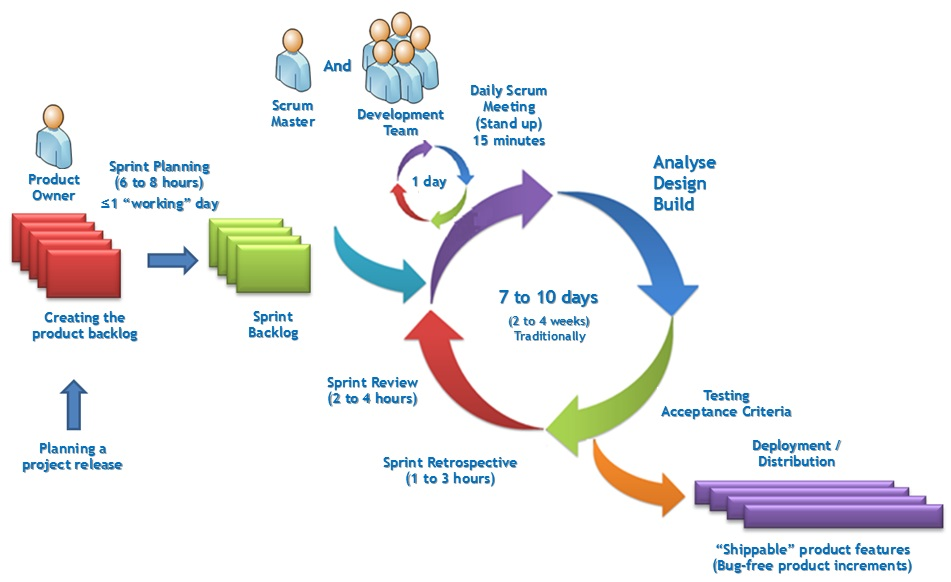 Scrum
Master
And
Development
Team
Daily Scrum
Meeting
(Stand up)
15 minutes
Product
Owner
Sprint Planning
(6 to 8 hours)
≤1 “working” day
1 day
Analyse
Design
Build
Creating the
product backlog
Sprint
Backlog
7 to 10 days
(2 to 4 weeks)
Traditionally
Planning a
project release
Sprint Review
(2 to 4 hours)
Testing
Acceptance Criteria
Sprint Retrospective
(1 to 3 hours)
Deployment /
Distribution
“Shippable” product features
(Bug-free product increments)